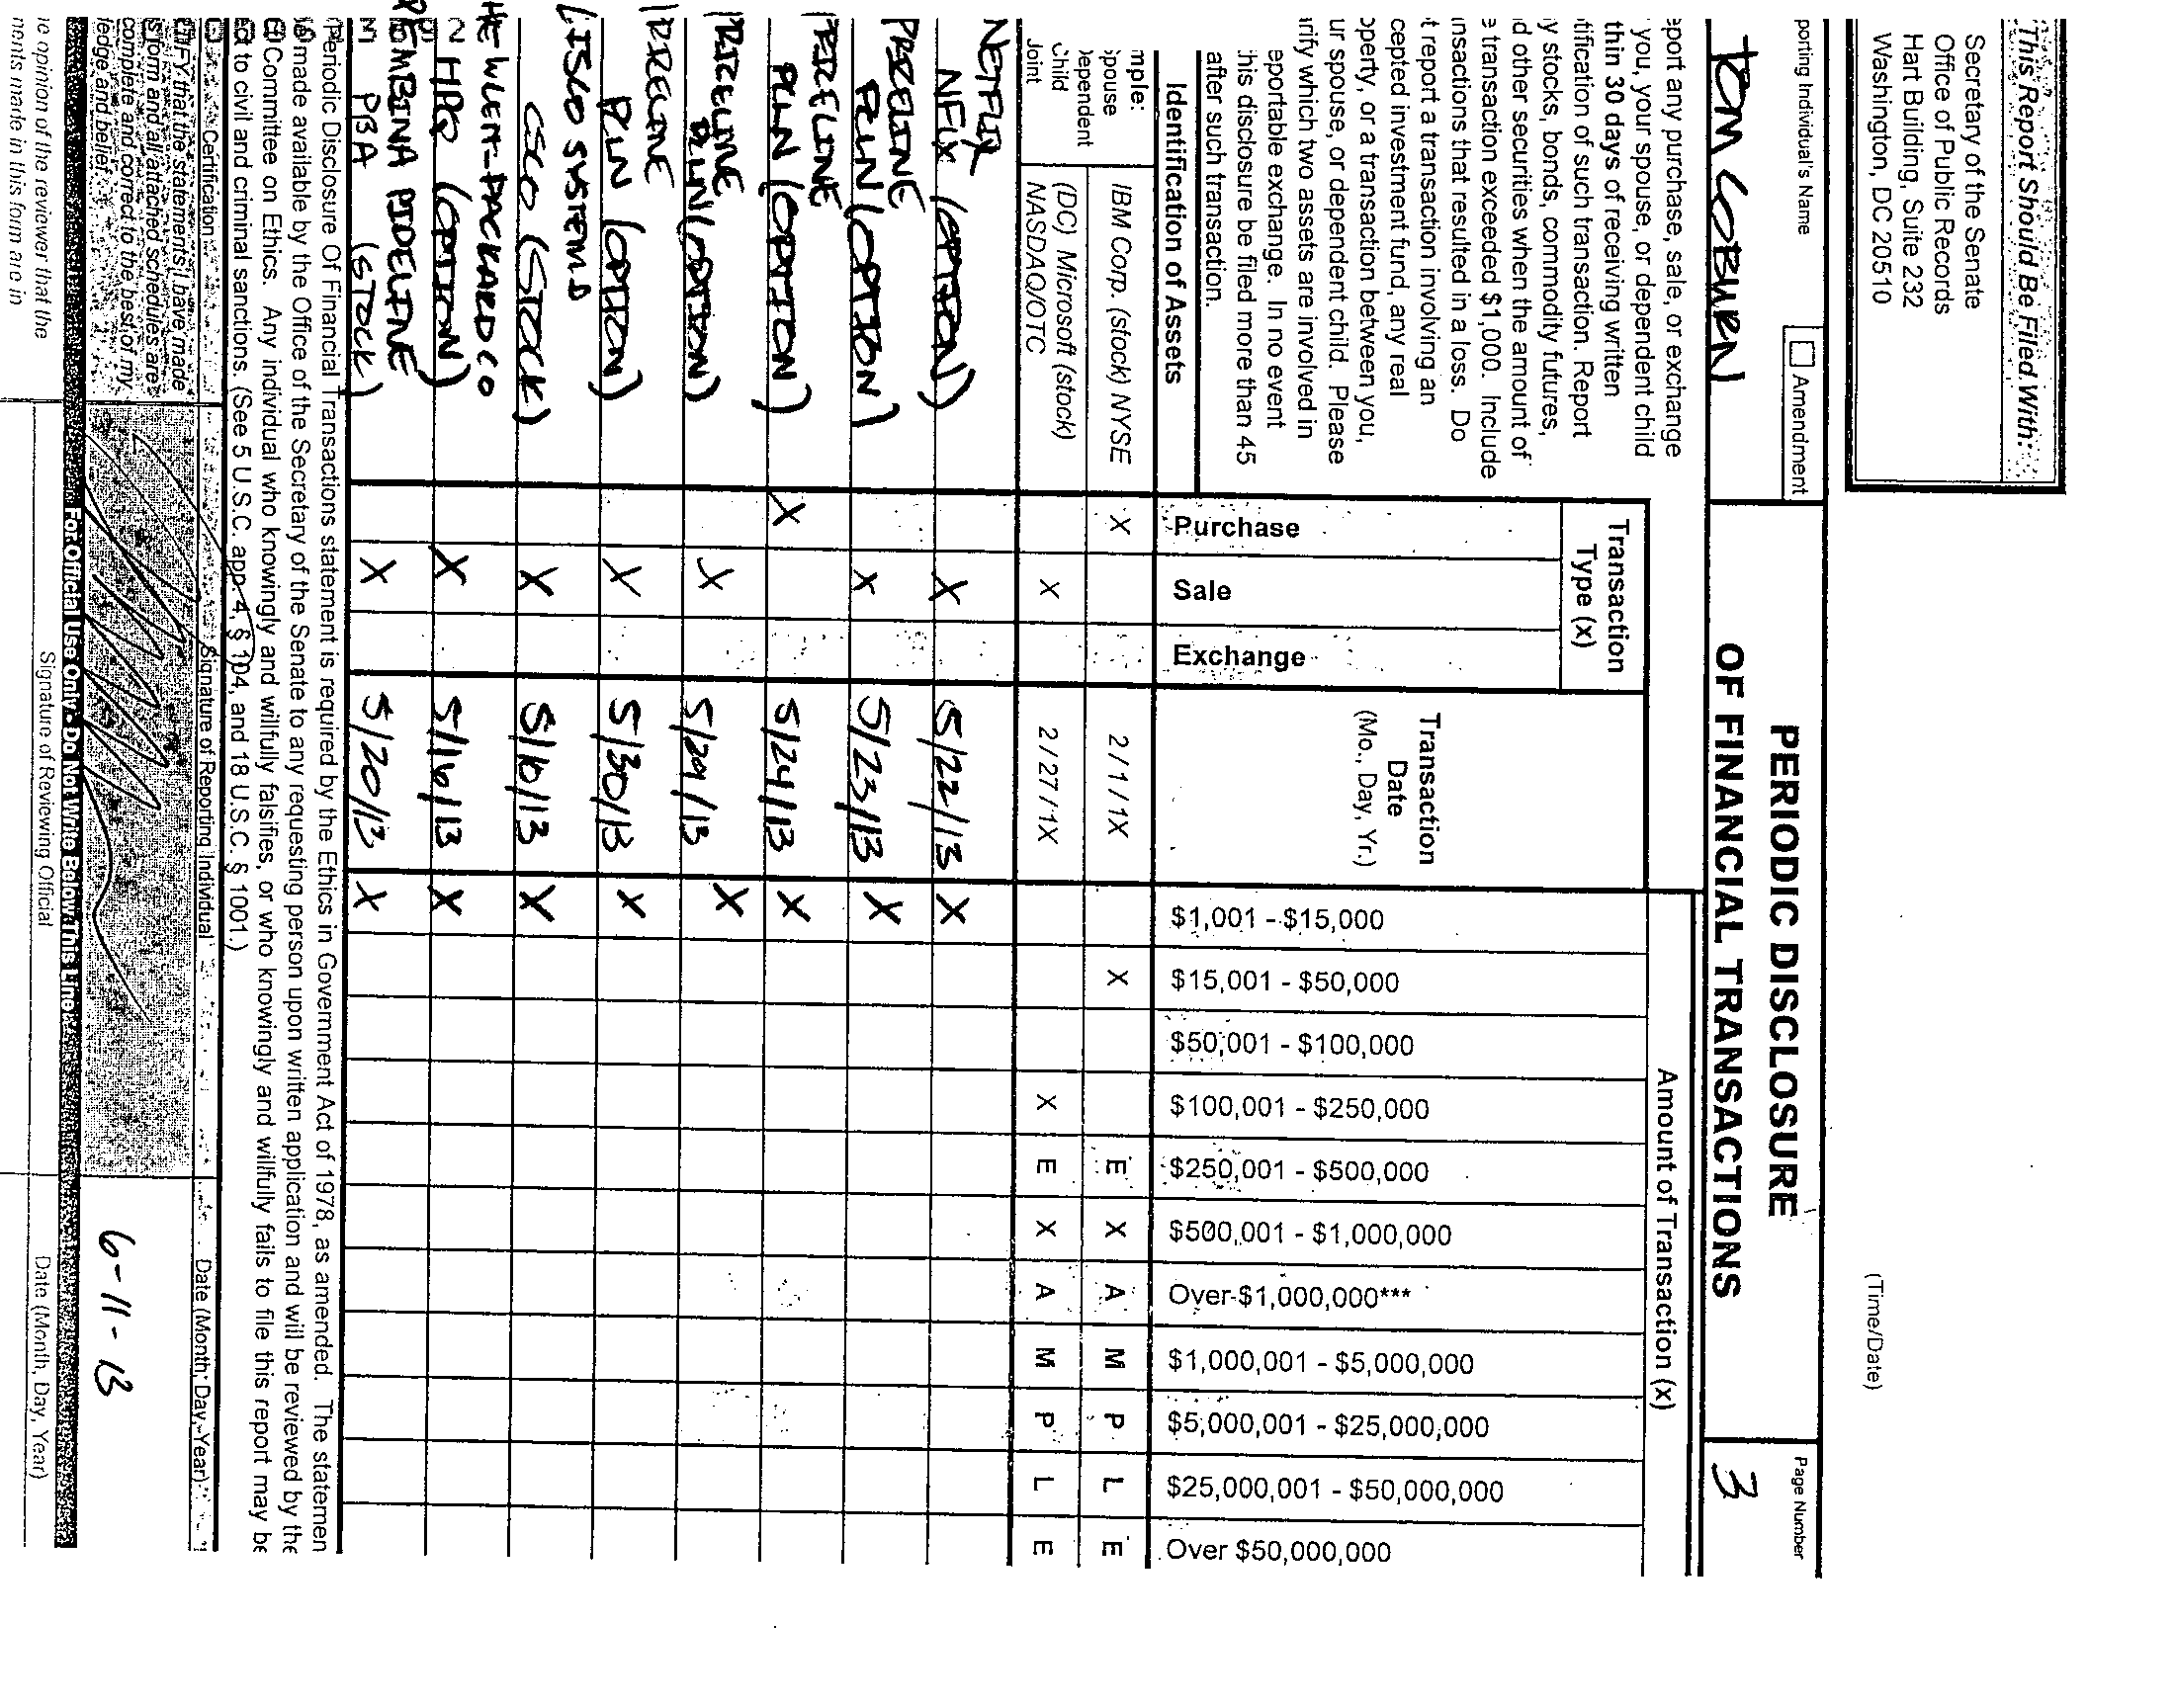 This Report Should Be Filed With:
Secretary of the Senate
Office of Public Records
Hart Building, Suite 232
Washington, DC 20510
(Time/Date)
porting Individual's Name
Amendment
TOM COBURN
PERIODIC DISCLOSURE
OF FINANCIAL TRANSACTIONS
Page Number
3
eport any purchase, sale, or exchange
you, your spouse, or dependent child
thin 30 days of receiving written
tification of such transaction. Report
y stocks, bonds, commodity futures,
d other securities when the amount of
e transaction exceeded $1,000. Include
nsactions that resulted in a loss. Do
t report a transaction involving an
cepted investment fund, any real
operty, or a transaction between you,
ur spouse, or dependent child. Please
rify which two assets are involved in
eportable exchange. In no event
his disclosure be filed more than 45
after such transaction.
Identification of Assets
Transaction
Type (x)
Purchase
Sale
Exchange
Transaction
Date
(Mo., Day, Yr.)
Amount of Transaction (x)
$1,001 - $15,000
$15,001 - $50,000
$50,001 - $100,000
$100,001 - $250,000
$250,001 - $500,000
$500,001 - $1,000,000
Over $1,000,000***
$1,000,001 - $5,000,000
$5,000,001 - $25,000,000
$25,000,001 - $50,000,000
Over $50,000,000
mple:
pouse
ependent
Child
Joint
IBM Corp. (stock) NYSE X 2/1/1X X E X A M P L E
(DC) Microsoft (stock)
NASDAQ/OTC X 2/27/1X X E X A M P L E
NETFLIX
NFLX (OPTION) X 5/22/13 X
PRICELINE
PCLN (OPTION) X 5/23/13 X
PRICELINE
PCLN (OPTION) X 5/24/13 X
PRICELINE
PCLN (OPTION) X 5/29/13 X
PRICELINE
PCLN (OPTION) X 5/30/13 X
CISCO SYSTEMS
CSCO (STOCK) X 5/16/13 X
HEWLETT-PACKARD CO
HPQ (OPTION) X 5/16/13 X
PEMBINA PIPELINE
PBA (STOCK) X 5/20/13 X
Periodic Disclosure Of Financial Transactions statement is required by the Ethics in Government Act of 1978, as amended. The statemen
made available by the Office of the Secretary of the Senate to any requesting person upon written application and will be reviewed by the
Committee on Ethics. Any individual who knowingly and willfully falsifies, or who knowingly and willfully fails to file this report may be
ct to civil and criminal sanctions. (See 5 U.S.C. app. 4, § 104, and 18 U.S.C. § 1001.)
Certification
Signature of Reporting Individual
Date (Month, Day, Year)
IFY that the statements I have made
form and all attached schedules are
complete and correct to the best of my
ledge and belief.
6-11-13
For Official Use Only - Do Not Write Below This Line
ie opinion of the reviewer that the
nents made in this form are in
Signature of Reviewing Official
Date (Month, Day, Year)